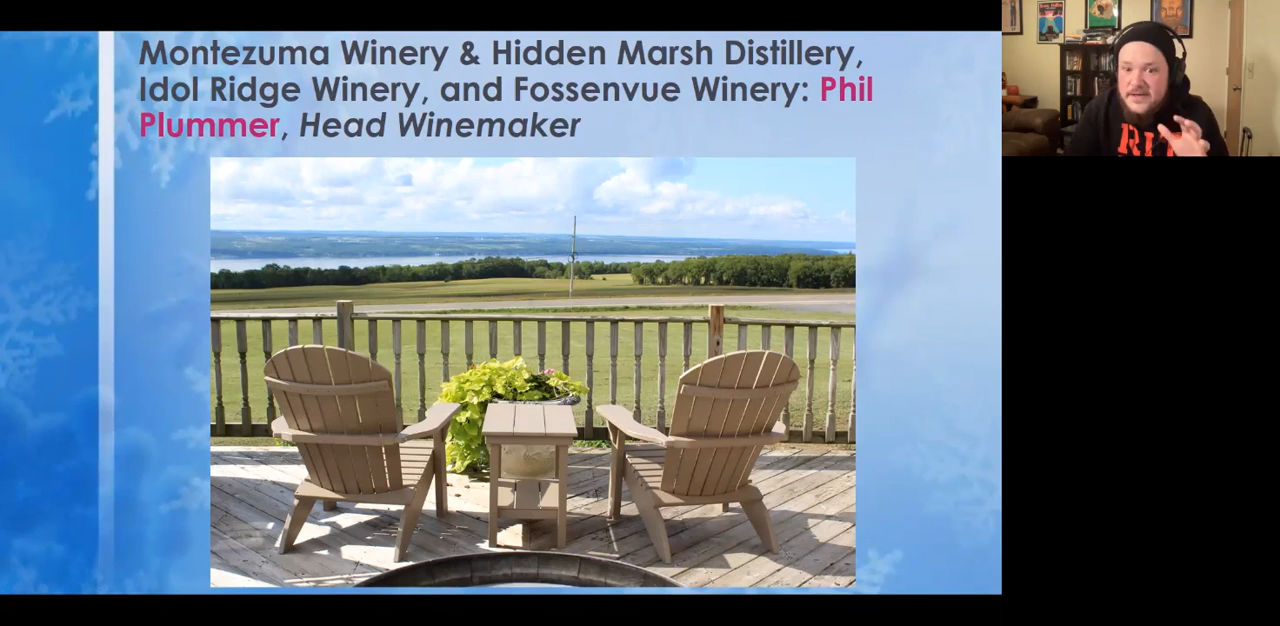 Montezuma Winery & Hidden Marsh Distillery,
Idol Ridge Winery, and Fossenvue Winery: Phil
Plummer, Head Winemaker